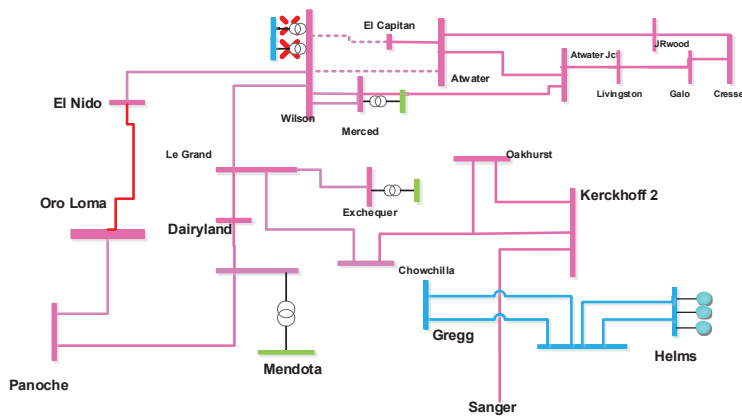 El Capitan
JRwood
Atwater Jct
Atwater
Livingston
Galo
Cresse
El Nido
Wilson
Merced
Le Grand
Oakhurst
Oro Loma
Exchequer
Kerckhoff 2
Dairyland
Chowchilla
Gregg
Helms
Mendota
Panoche
Sanger